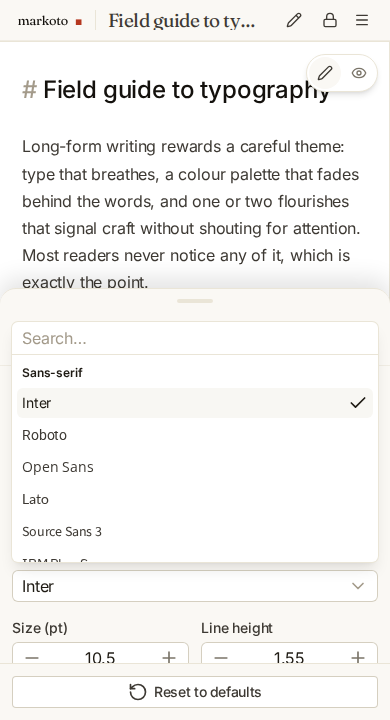 markoto
Field guide to ty...
# Field guide to typography
Long-form writing rewards a careful theme:
type that breathes, a colour palette that fades
behind the words, and one or two flourishes
that signal craft without shouting for attention.
Most readers never notice any of it, which is
exactly the point.
Search...
Sans-serif
Inter
Roboto
Open Sans
Lato
Source Sans 3
Inter
Size (pt)
Line height
10.5
1.55
Reset to defaults